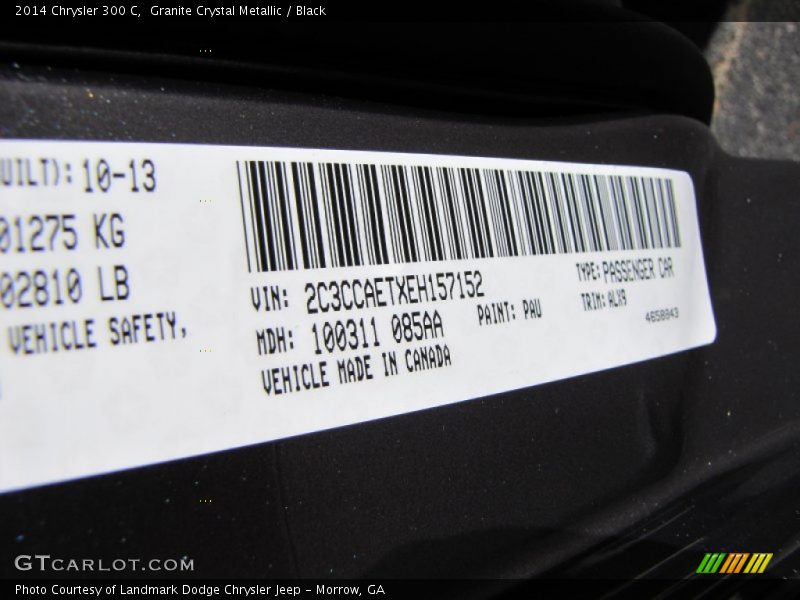 2014 Chrysler 300 C,  Granite Crystal Metallic / Black
UILT): 10-13
01275 KG
02810 LB
VEHICLE SAFETY,
VIN: 2C3CCAETXEH157152
TYPE: PASSENGER CAR
MDH: 100311 085AA
PAINT: PAU
TRIM: ALX9
4658043
VEHICLE MADE IN CANADA
GTCARLOT.COM
Photo Courtesy of Landmark Dodge Chrysler Jeep - Morrow, GA